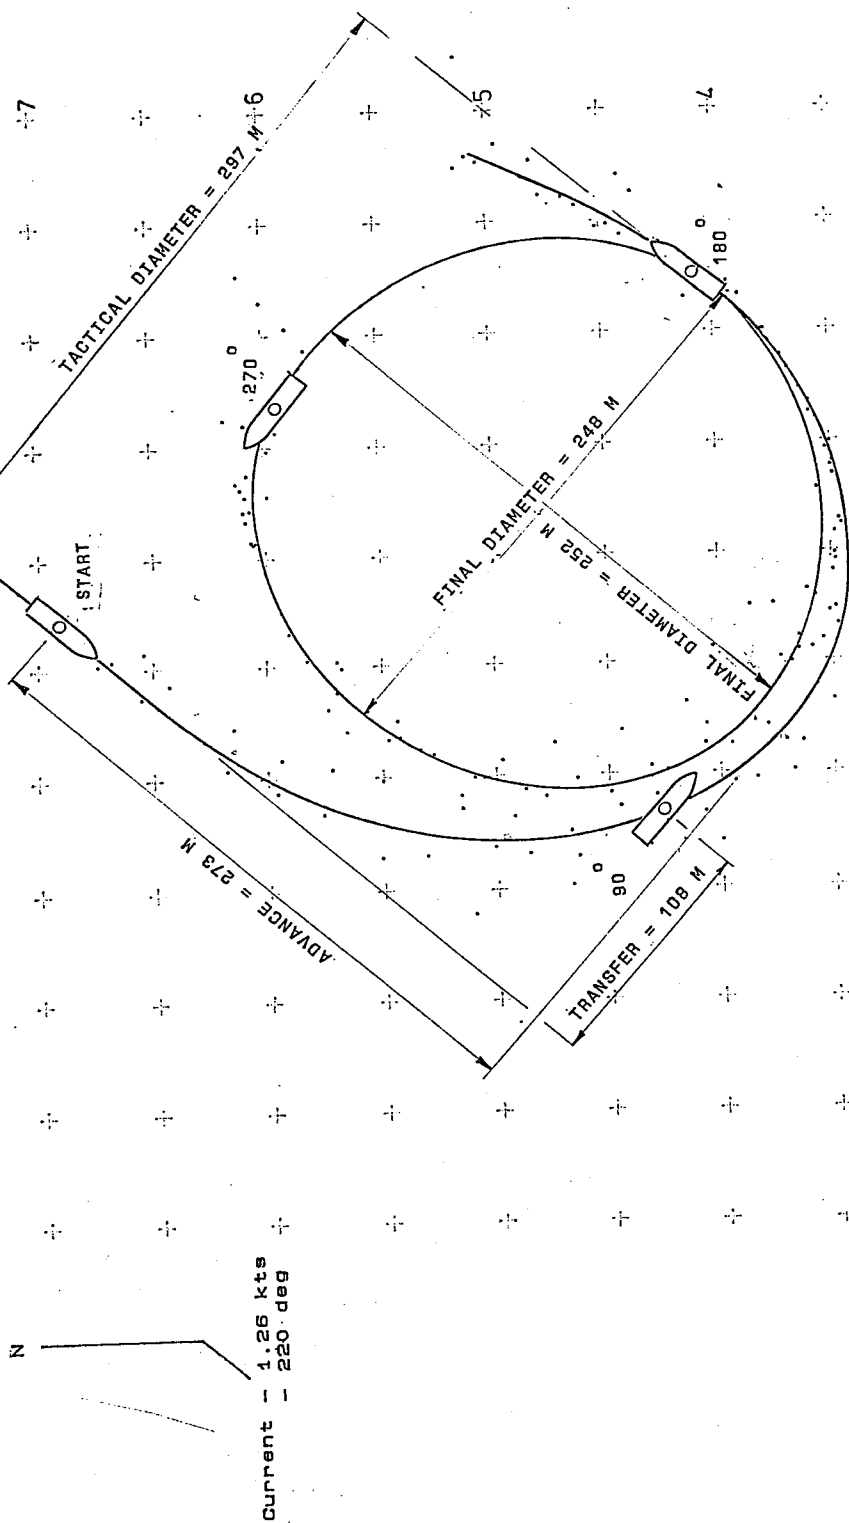 7
6
5
4
TACTICAL DIAMETER = 297 M
START
270°
180°
FINAL DIAMETER = 248 M
FINAL DIAMETER = 252 M
ADVANCE = 273 M
90°
TRANSFER = 108 M
N
Current - 1.26 kts
- 220 deg